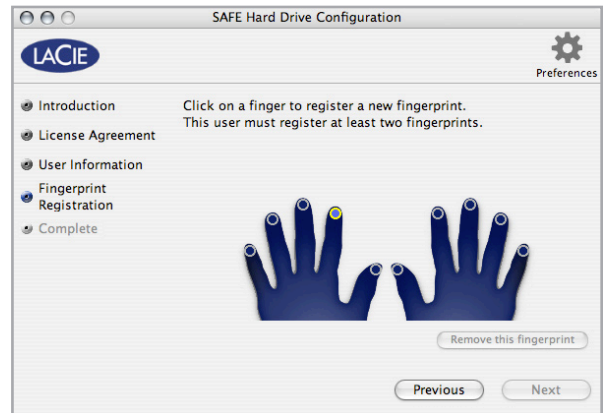 SAFE Hard Drive Configuration
LACIE
Preferences
Introduction
License Agreement
User Information
Fingerprint
Registration
Complete
Click on a finger to register a new fingerprint.
This user must register at least two fingerprints.
Remove this fingerprint
Previous
Next